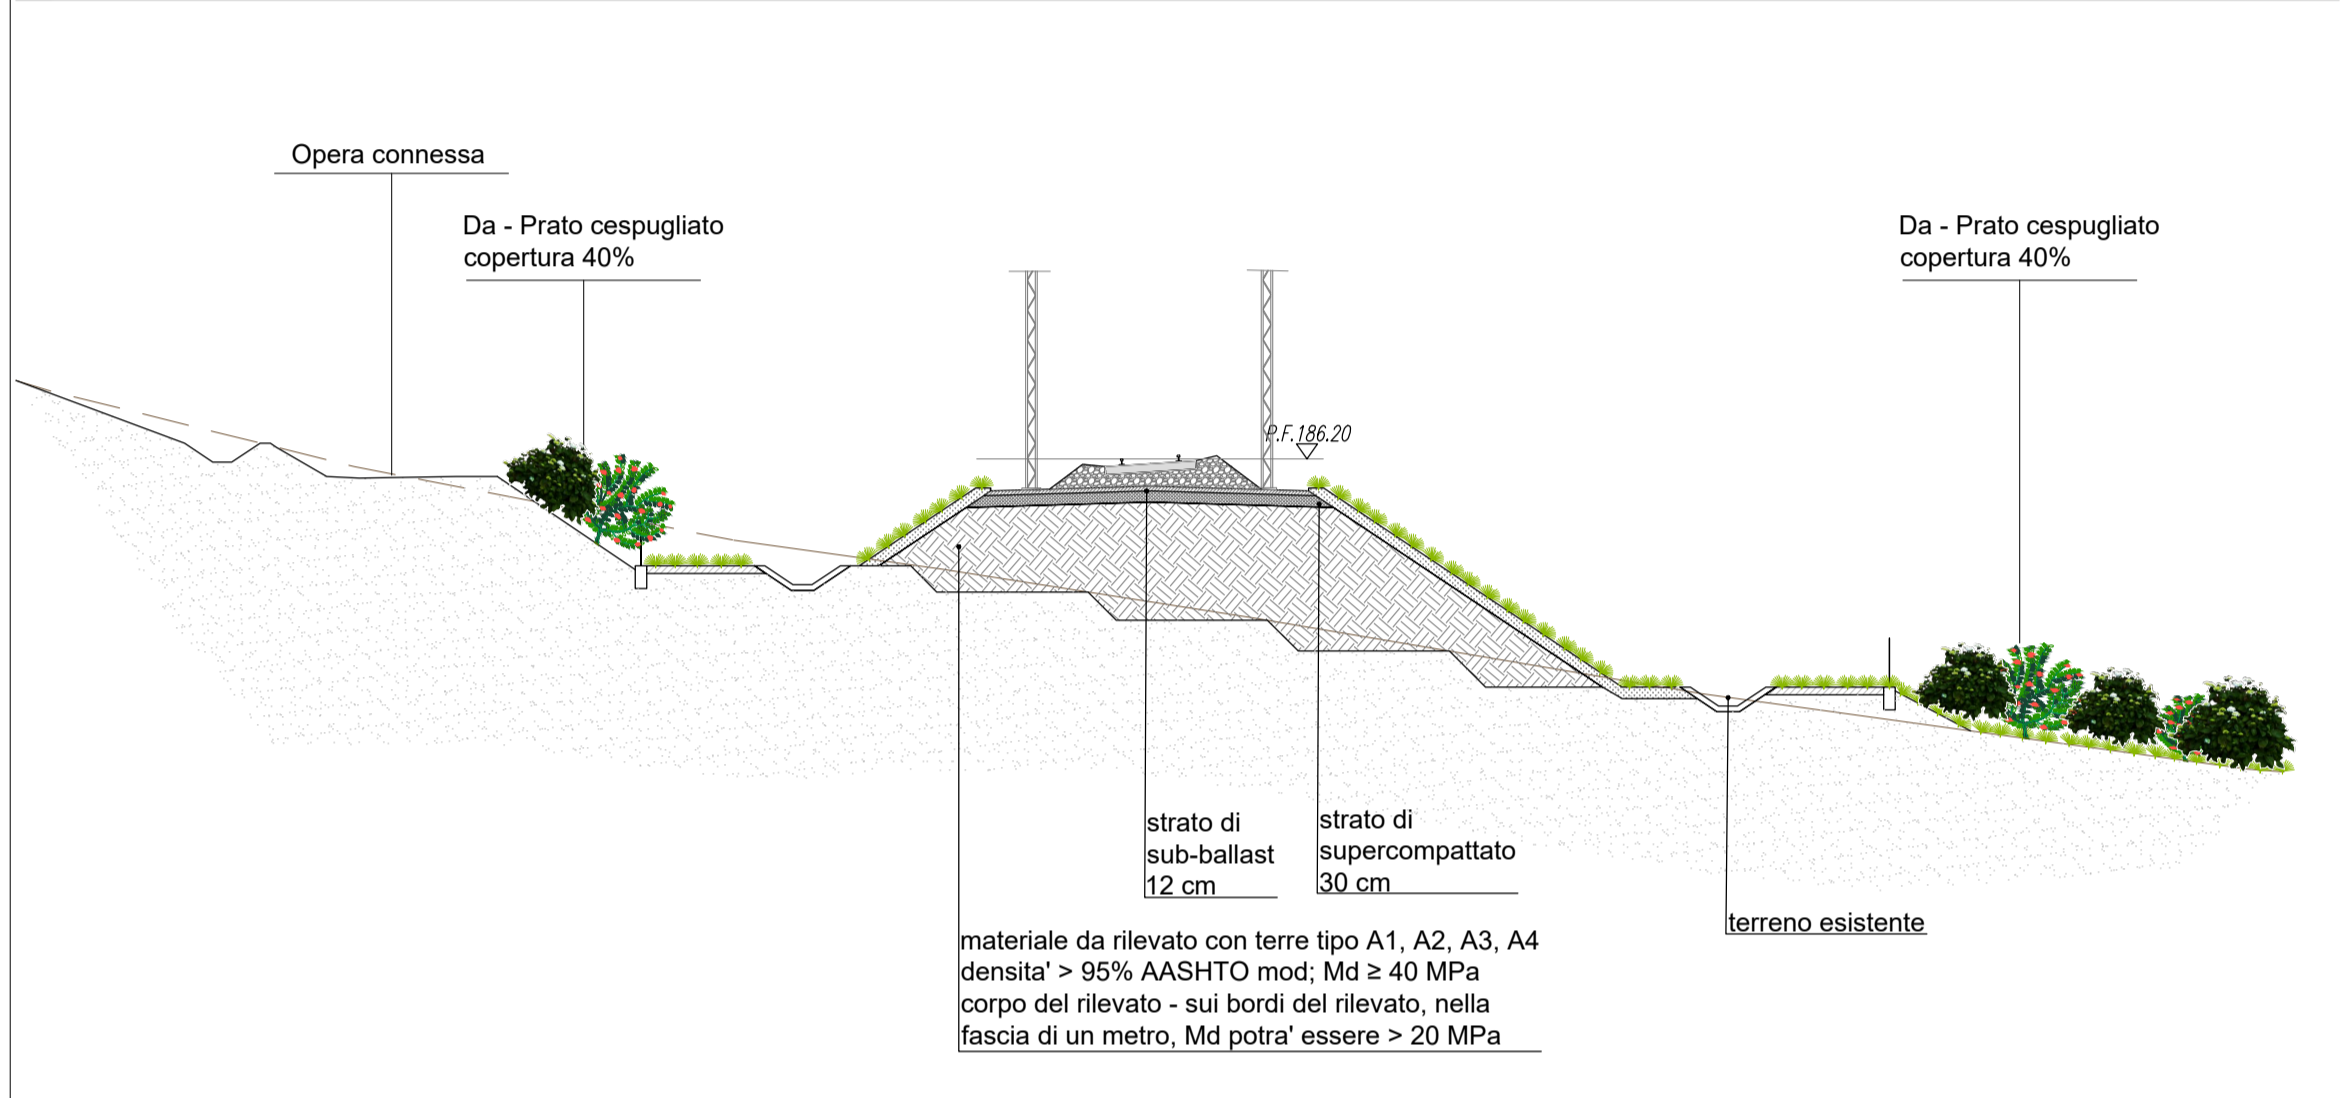 Opera connessa
Da - Prato cespugliato
copertura 40%
Da - Prato cespugliato
copertura 40%
P.F.186.20
strato di
sub-ballast
12 cm
strato di
supercompattato
30 cm
terreno esistente
materiale da rilevato con terre tipo A1, A2, A3, A4
densita' > 95% AASHTO mod; Md ≥ 40 MPa
corpo del rilevato - sui bordi del rilevato, nella
fascia di un metro, Md potra' essere > 20 MPa